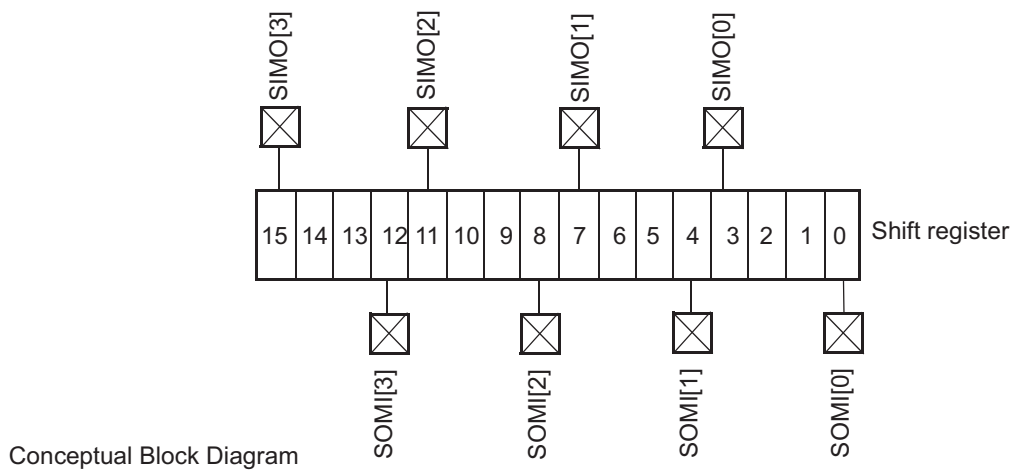 SIMO[3]
SIMO[2]
SIMO[1]
SIMO[0]
15 14 13 12 11 10 9 8 7 6 5 4 3 2 1 0
Shift register
SOMI[3]
SOMI[2]
SOMI[1]
SOMI[0]
Conceptual Block Diagram